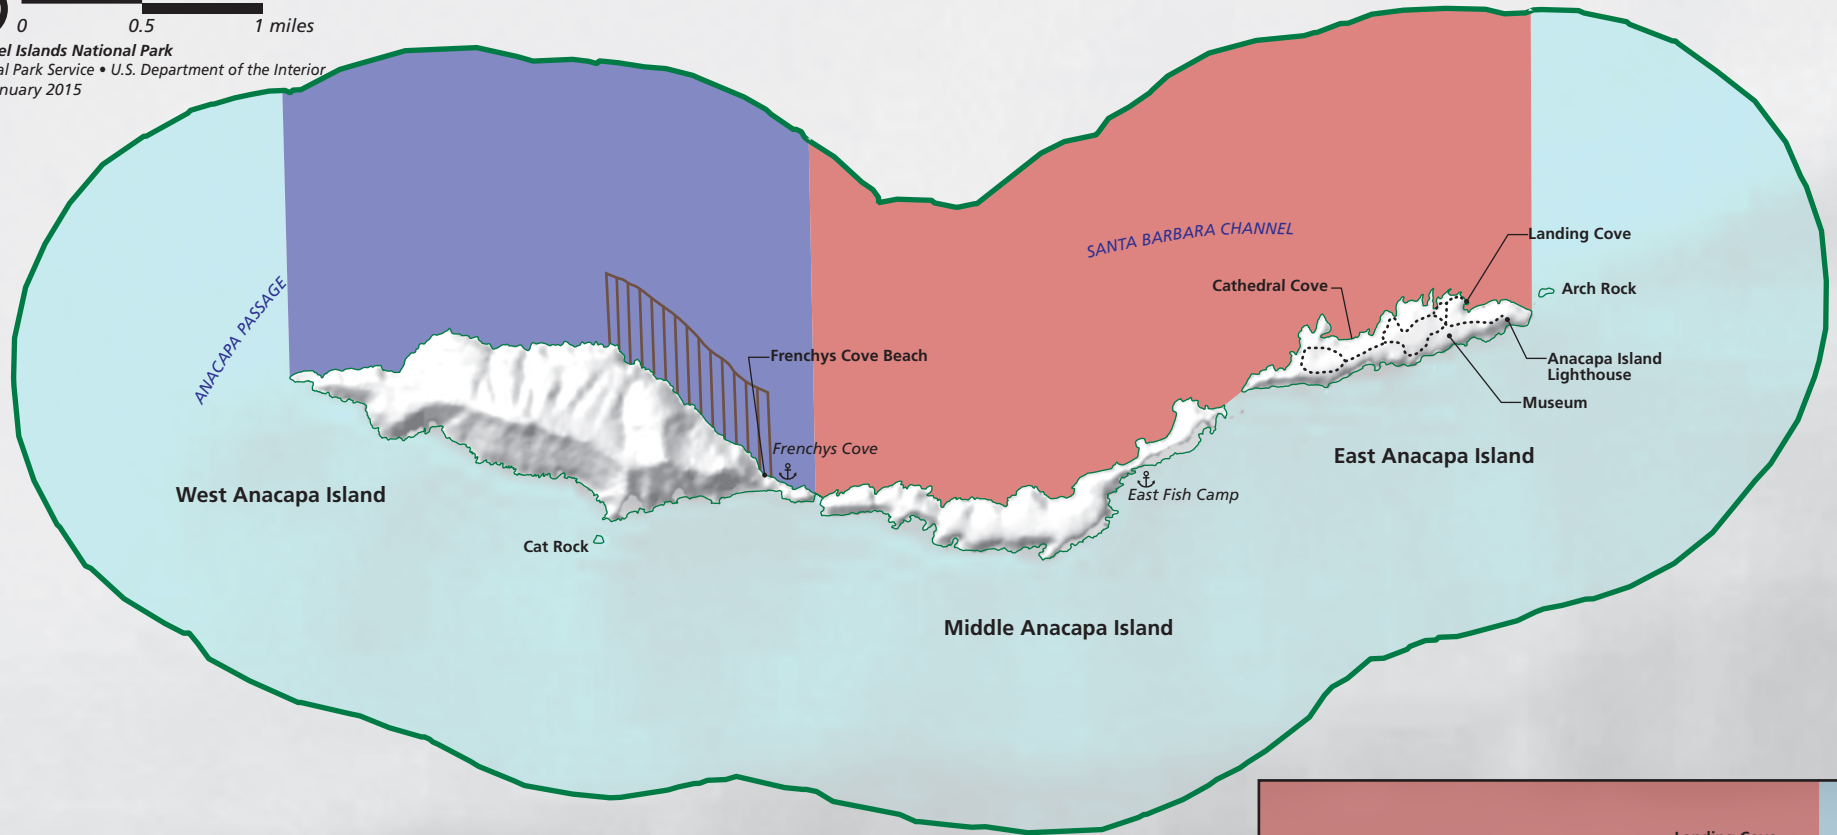 0 0.5 1 miles
el Islands National Park
al Park Service • U.S. Department of the Interior
nuary 2015
SANTA BARBARA CHANNEL
Landing Cove
Cathedral Cove
Arch Rock
ANACAPA PASSAGE
Frenchys Cove Beach
Anacapa Island
Lighthouse
Museum
Frenchys Cove
East Anacapa Island
West Anacapa Island
East Fish Camp
Cat Rock
Middle Anacapa Island